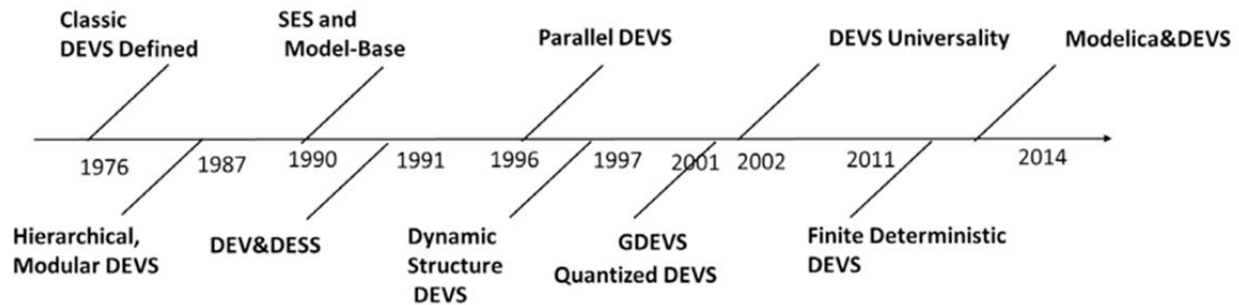 Classic
DEVS Defined
SES and
Model-Base
Parallel DEVS
DEVS Universality
Modelica&DEVS
1976
1987
1990
1991
1996
1997
2001
2002
2011
2014
Hierarchical,
Modular DEVS
DEV&DESS
Dynamic
Structure
DEVS
GDEVS
Quantized DEVS
Finite Deterministic
DEVS